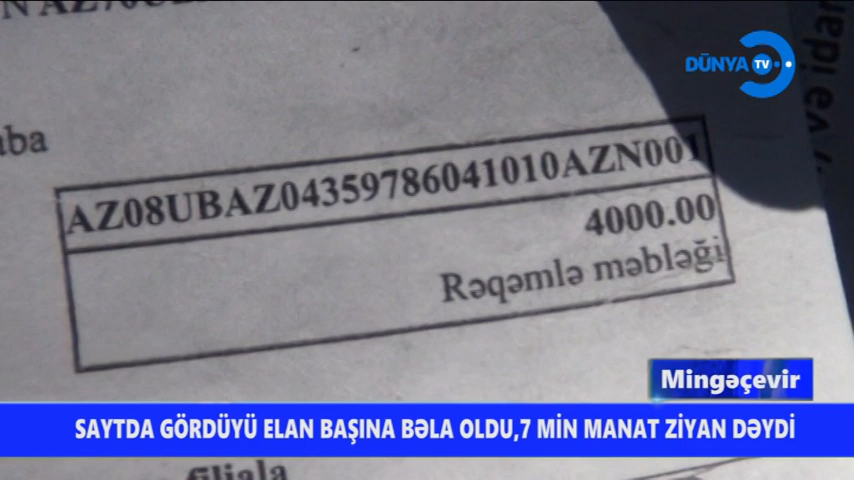 DÜNYA TV
AZ08UBAZ04359786041010AZN001
4000.00
Rəqəmlə məbləği
Mingəçevir
SAYTDA GÖRDÜYÜ ELAN BAŞINA BƏLA OLDU,7 MİN MANAT ZİYAN DƏYDİ
filiala